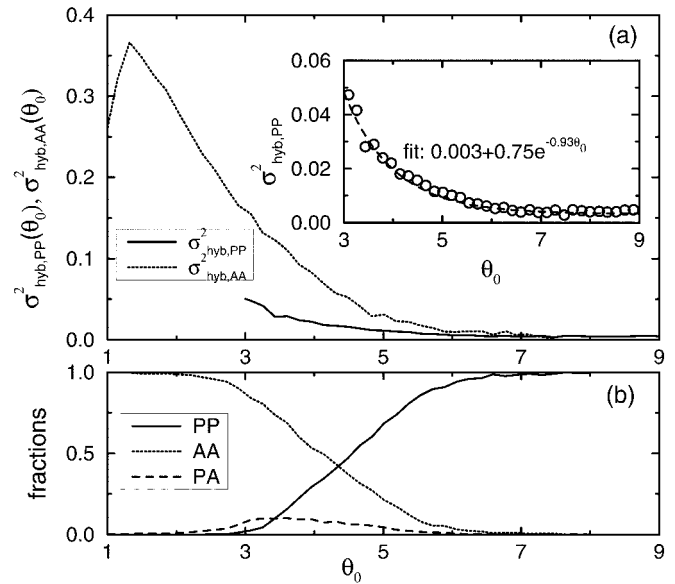 (a)
0.4
0.3
0.2
0.1
0.0
σ²hyb,PP(θ₀), σ²hyb,AA(θ₀)
0.06
0.04
0.02
0.00
σ²hyb,PP
fit: 0.003+0.75e^-0.93θ₀
3 5 7 9
θ₀
σ²hyb,PP
σ²hyb,AA
1 3 5 7 9
(b)
1.0
0.5
0.0
fractions
PP
AA
PA
1 3 5 7 9
θ₀